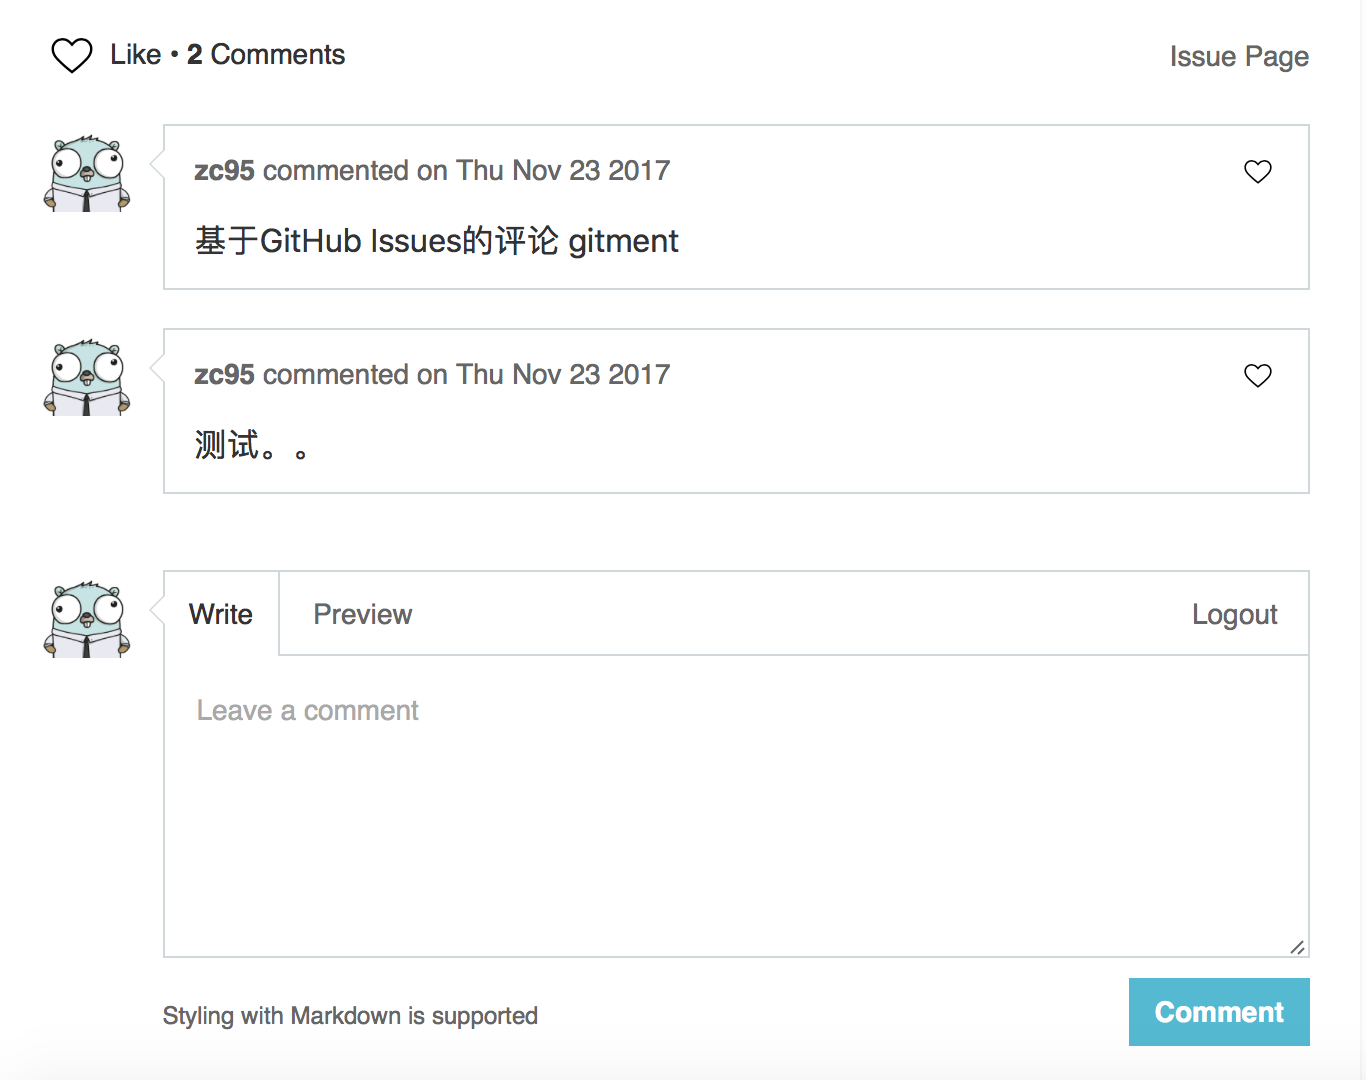 Like • 2 Comments
Issue Page
zc95 commented on Thu Nov 23 2017
基于GitHub Issues的评论 gitment
zc95 commented on Thu Nov 23 2017
测试。。
Write Preview Logout
Leave a comment
Styling with Markdown is supported
Comment